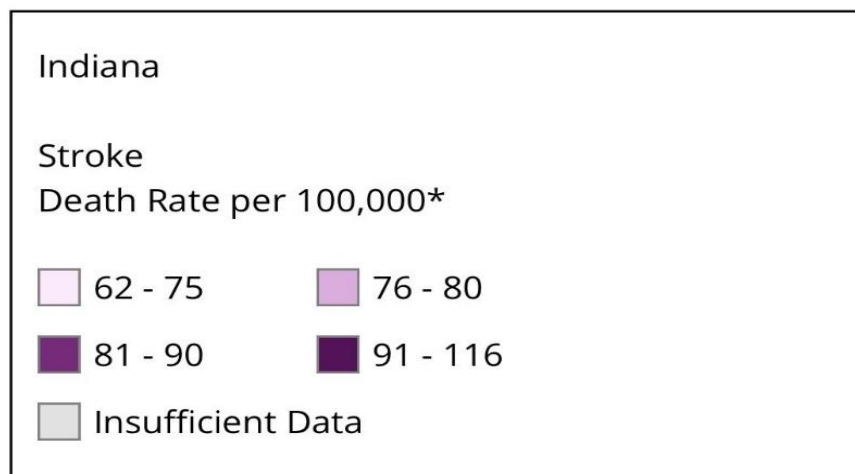 Indiana
Stroke
Death Rate per 100,000*
62 - 75
76 - 80
81 - 90
91 - 116
Insufficient Data